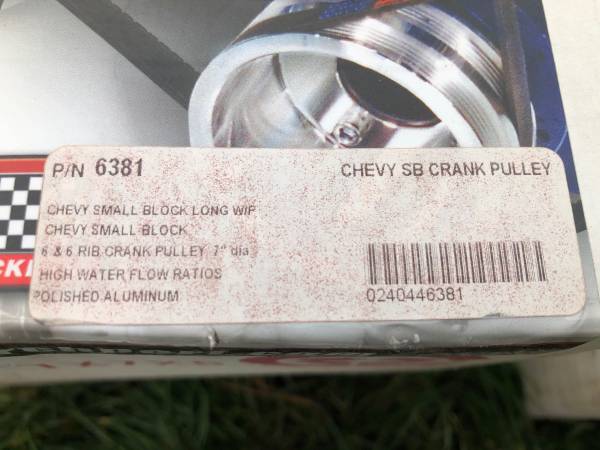 P/N 6381
CHEVY SB CRANK PULLEY
CHEVY SMALL BLOCK LONG W/P
CHEVY SMALL BLOCK
6 & 6 RIB CRANK PULLEY 7" dia
HIGH WATER FLOW RATIOS
POLISHED ALUMINUM
0240446381